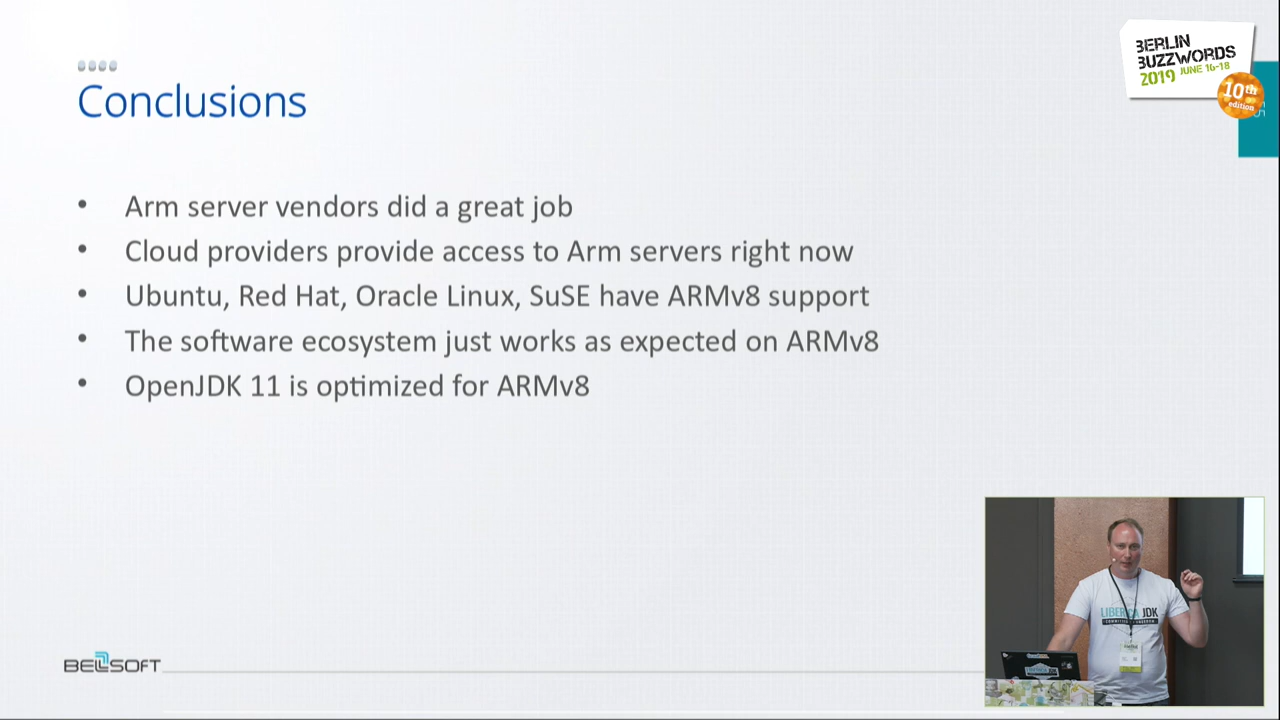 BERLIN
BUZZWORDS
2019 JUNE 16-18
10th
edition
Conclusions
• Arm server vendors did a great job
• Cloud providers provide access to Arm servers right now
• Ubuntu, Red Hat, Oracle Linux, SuSE have ARMv8 support
• The software ecosystem just works as expected on ARMv8
• OpenJDK 11 is optimized for ARMv8
LIBERICA JDK
BELLSOFT